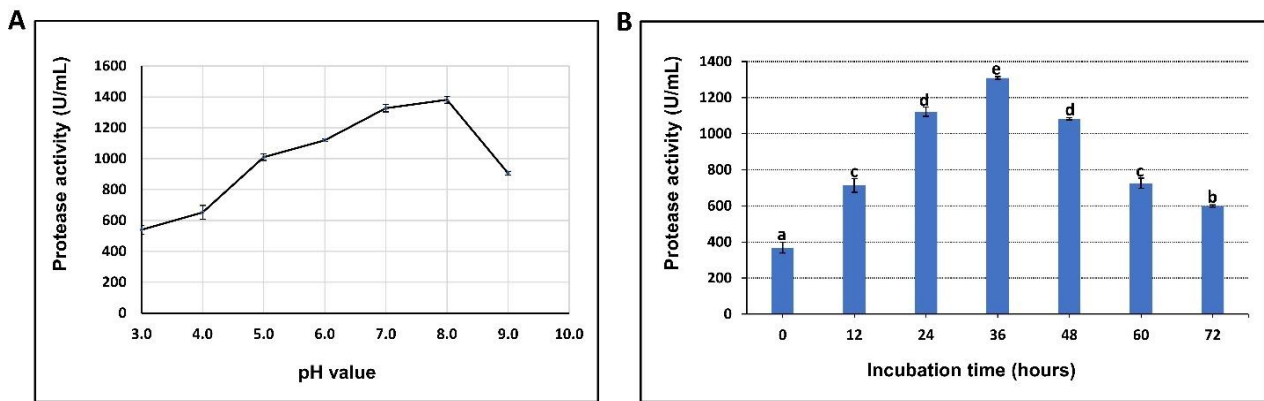 A
Protease activity (U/mL)
1600
1400
1200
1000
800
600
400
200
0
3.0 4.0 5.0 6.0 7.0 8.0 9.0 10.0
pH value
B
Protease activity (U/mL)
1400
1200
1000
800
600
400
200
0
a c d e d c b
0 12 24 36 48 60 72
Incubation time (hours)